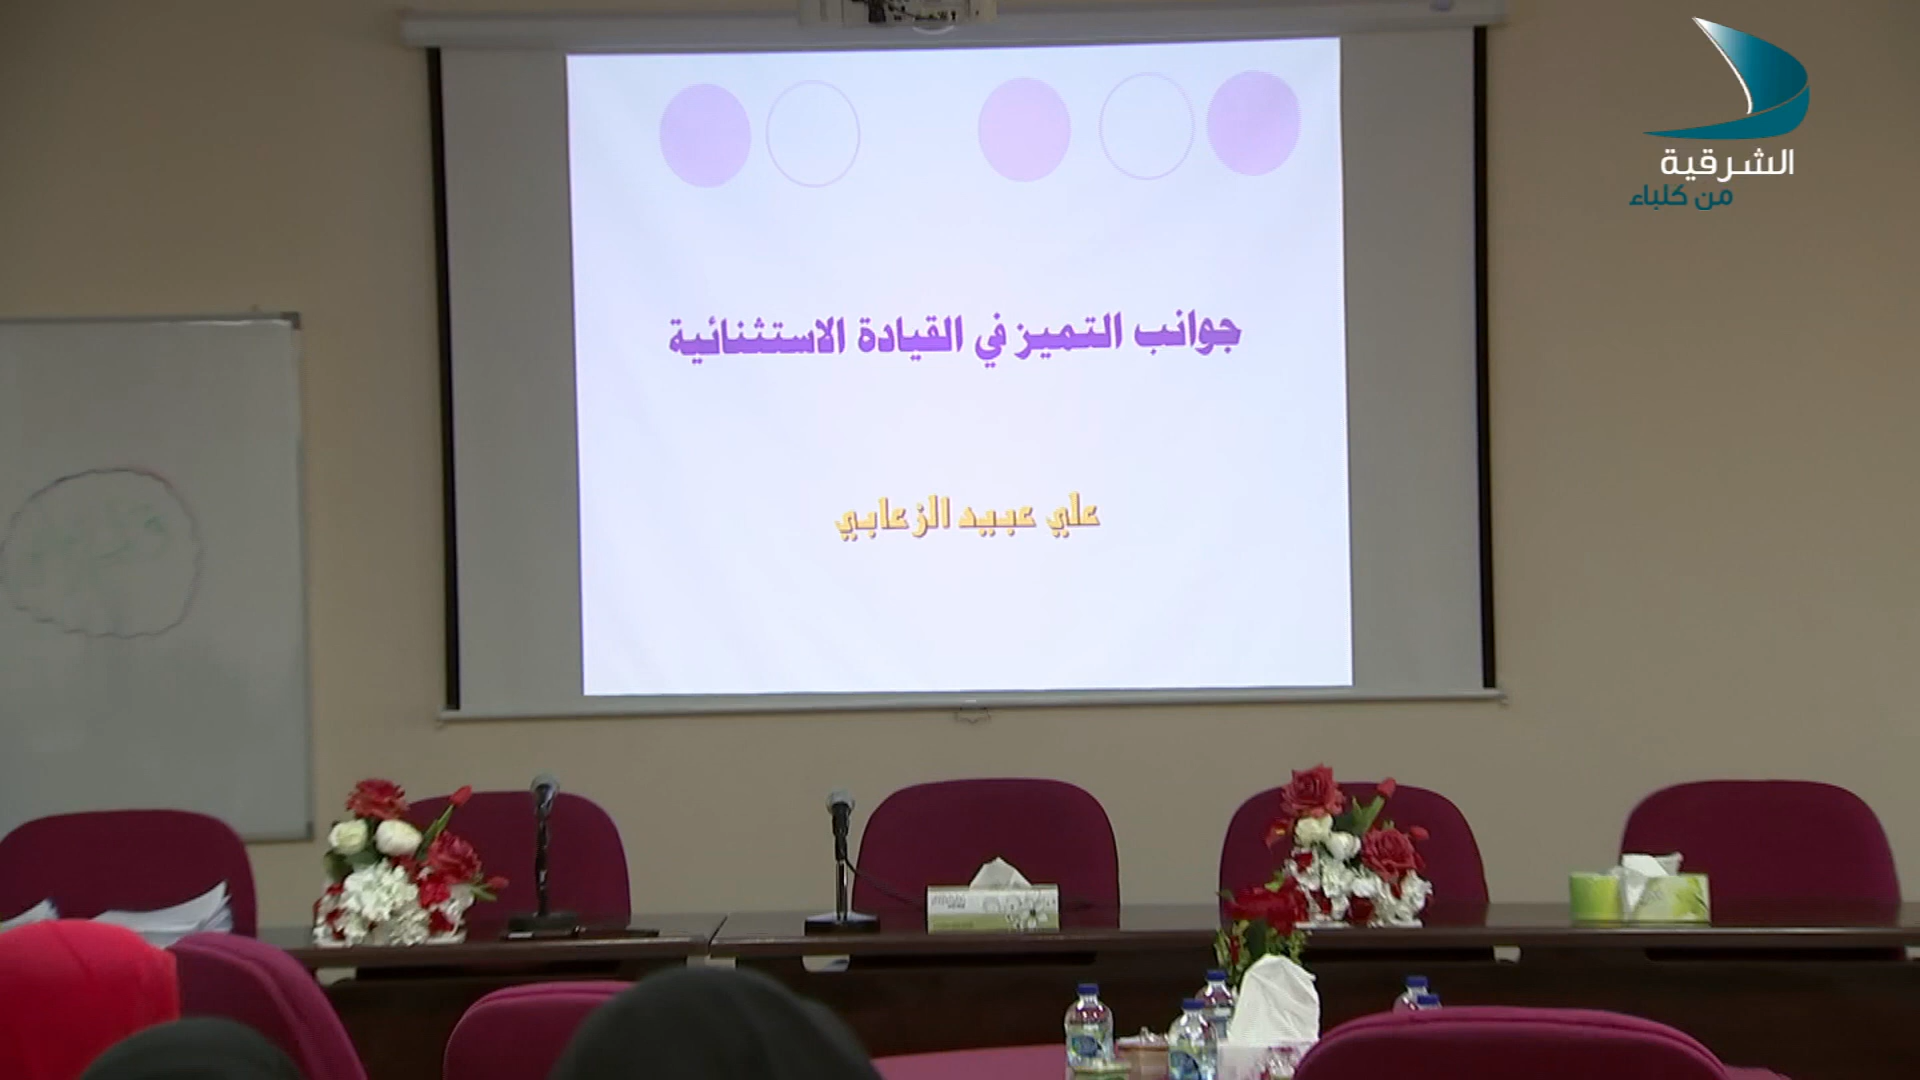 الشرقية
من كلباء
جوانب التميز في القيادة الاستثنائية
علي عبيد الزعابي